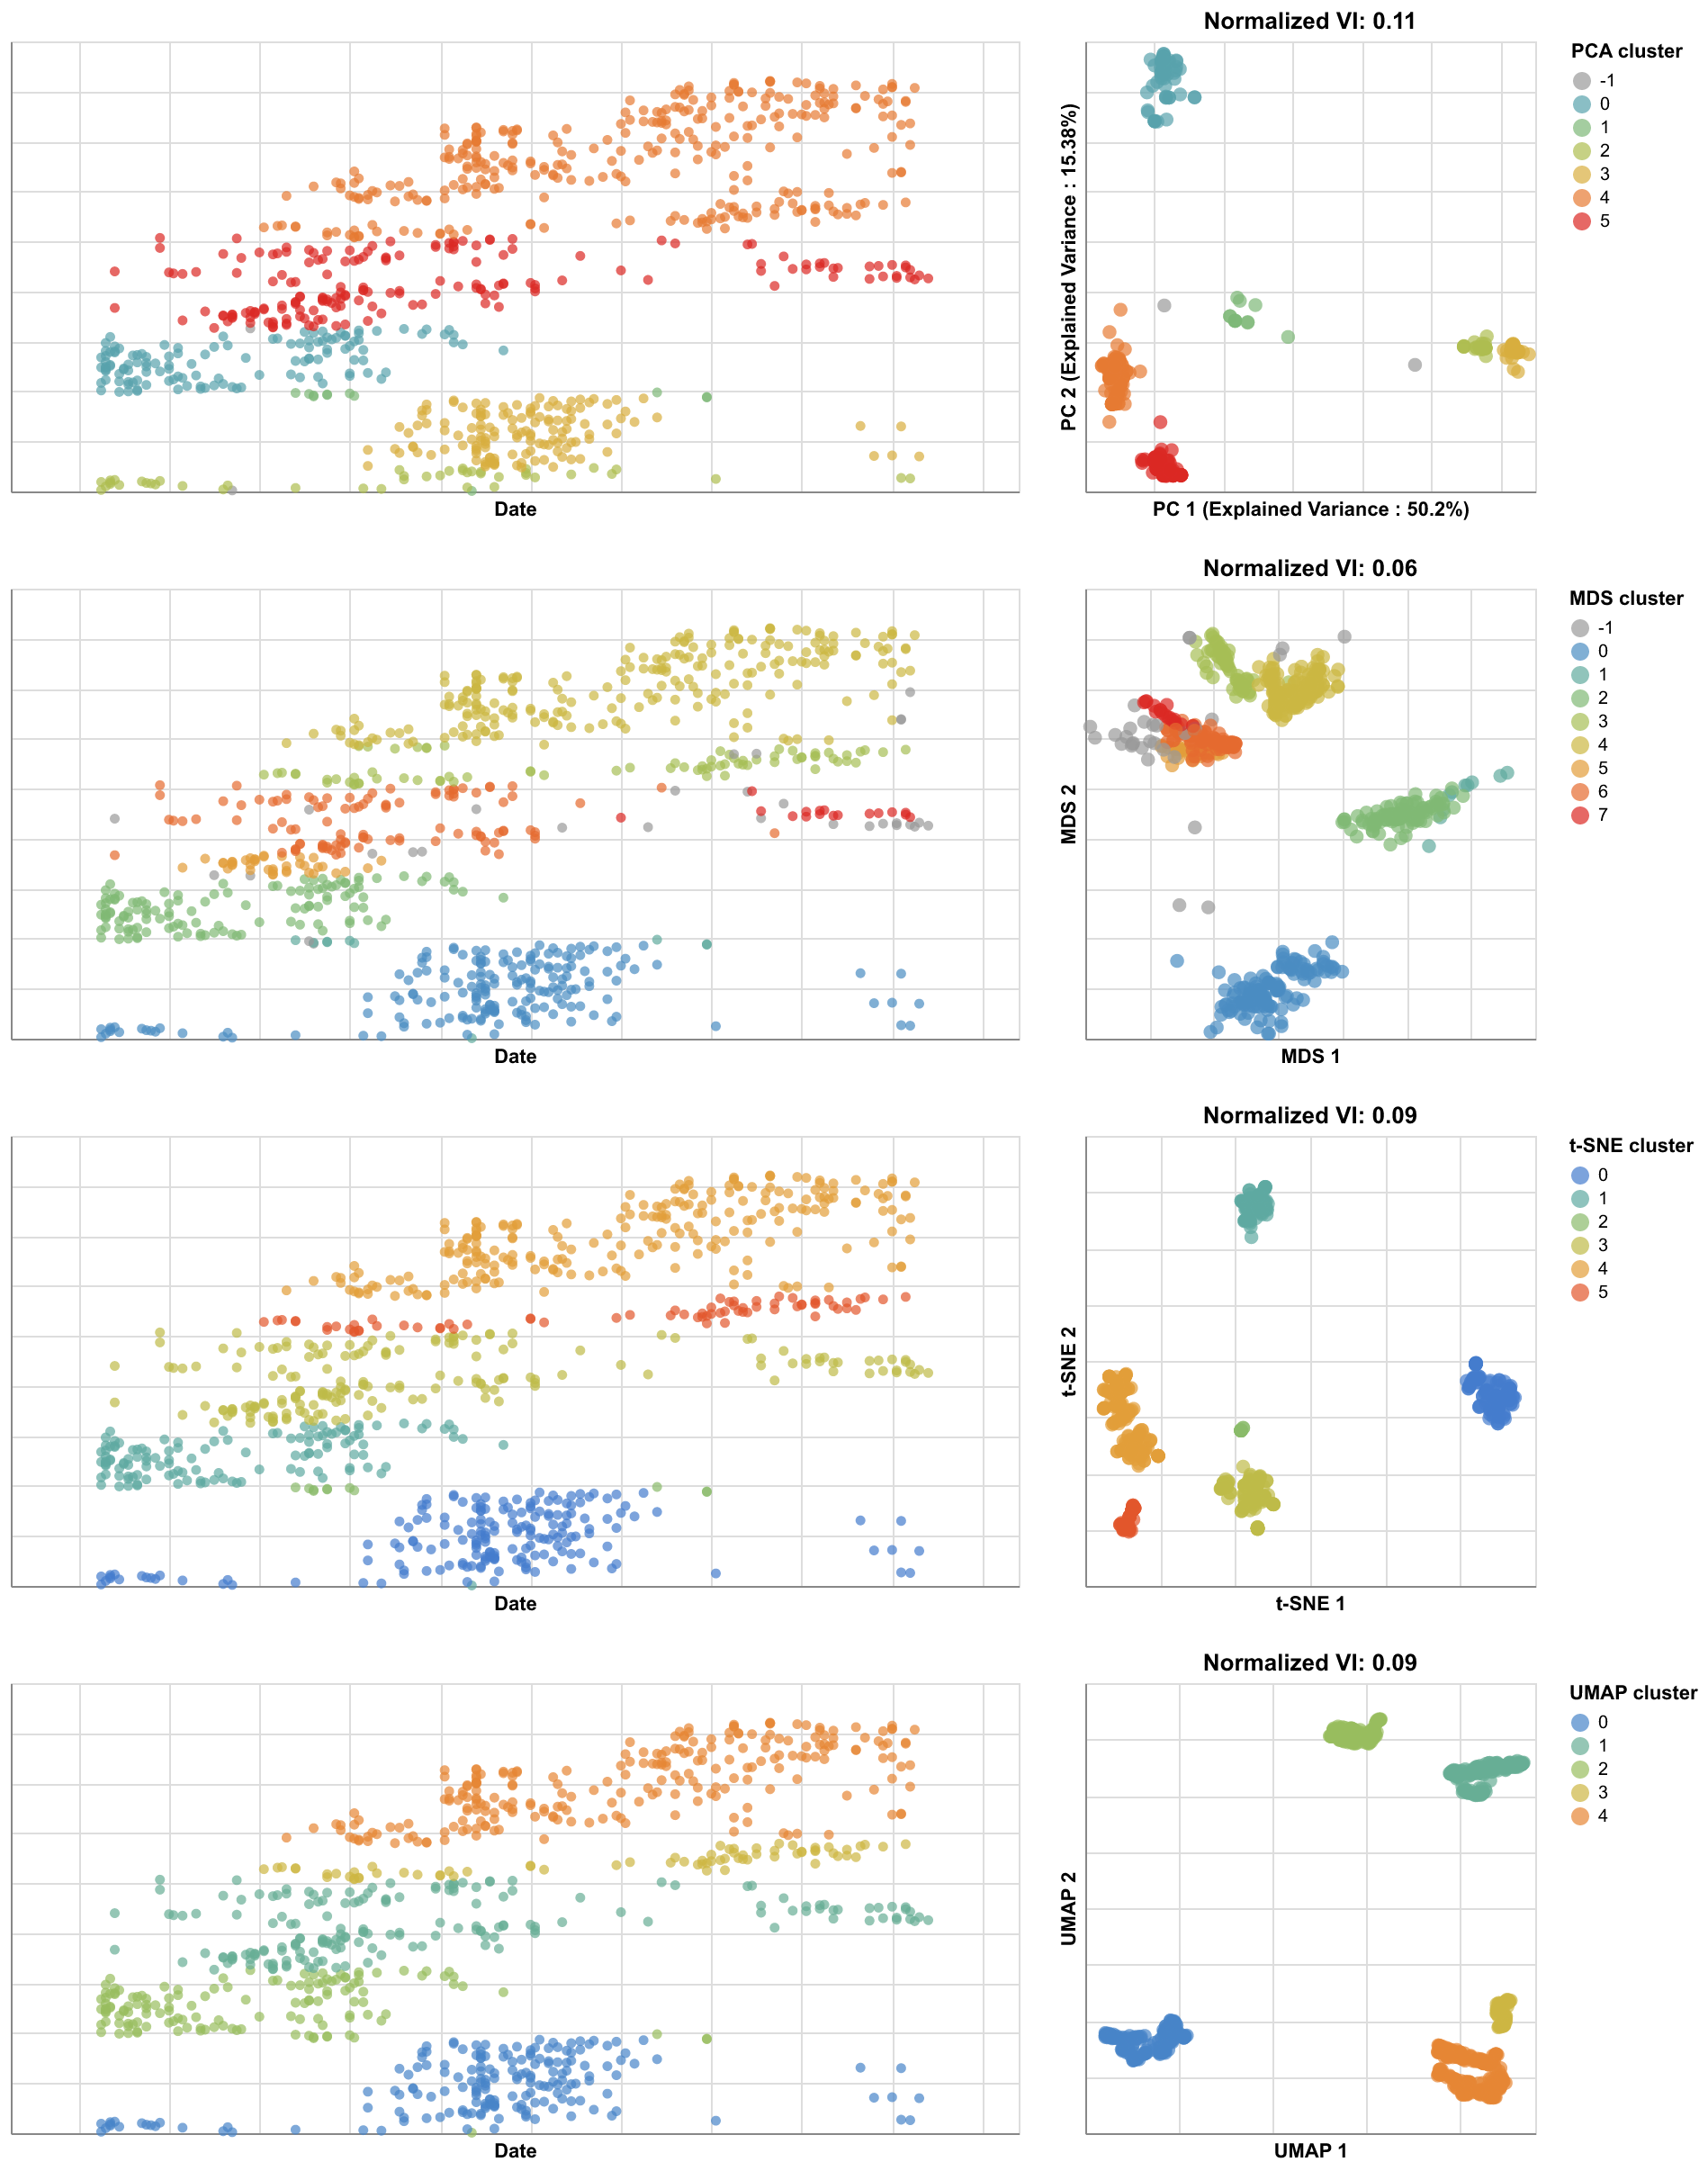 Normalized VI: 0.11
PCA cluster
-1
0
1
2
3
4
5
PC 2 (Explained Variance : 15.38%)
Date
PC 1 (Explained Variance : 50.2%)
Normalized VI: 0.06
MDS cluster
-1
0
1
2
3
4
5
6
7
MDS 2
Date
MDS 1
Normalized VI: 0.09
t-SNE cluster
0
1
2
3
4
5
t-SNE 2
Date
t-SNE 1
Normalized VI: 0.09
UMAP cluster
0
1
2
3
4
UMAP 2
Date
UMAP 1